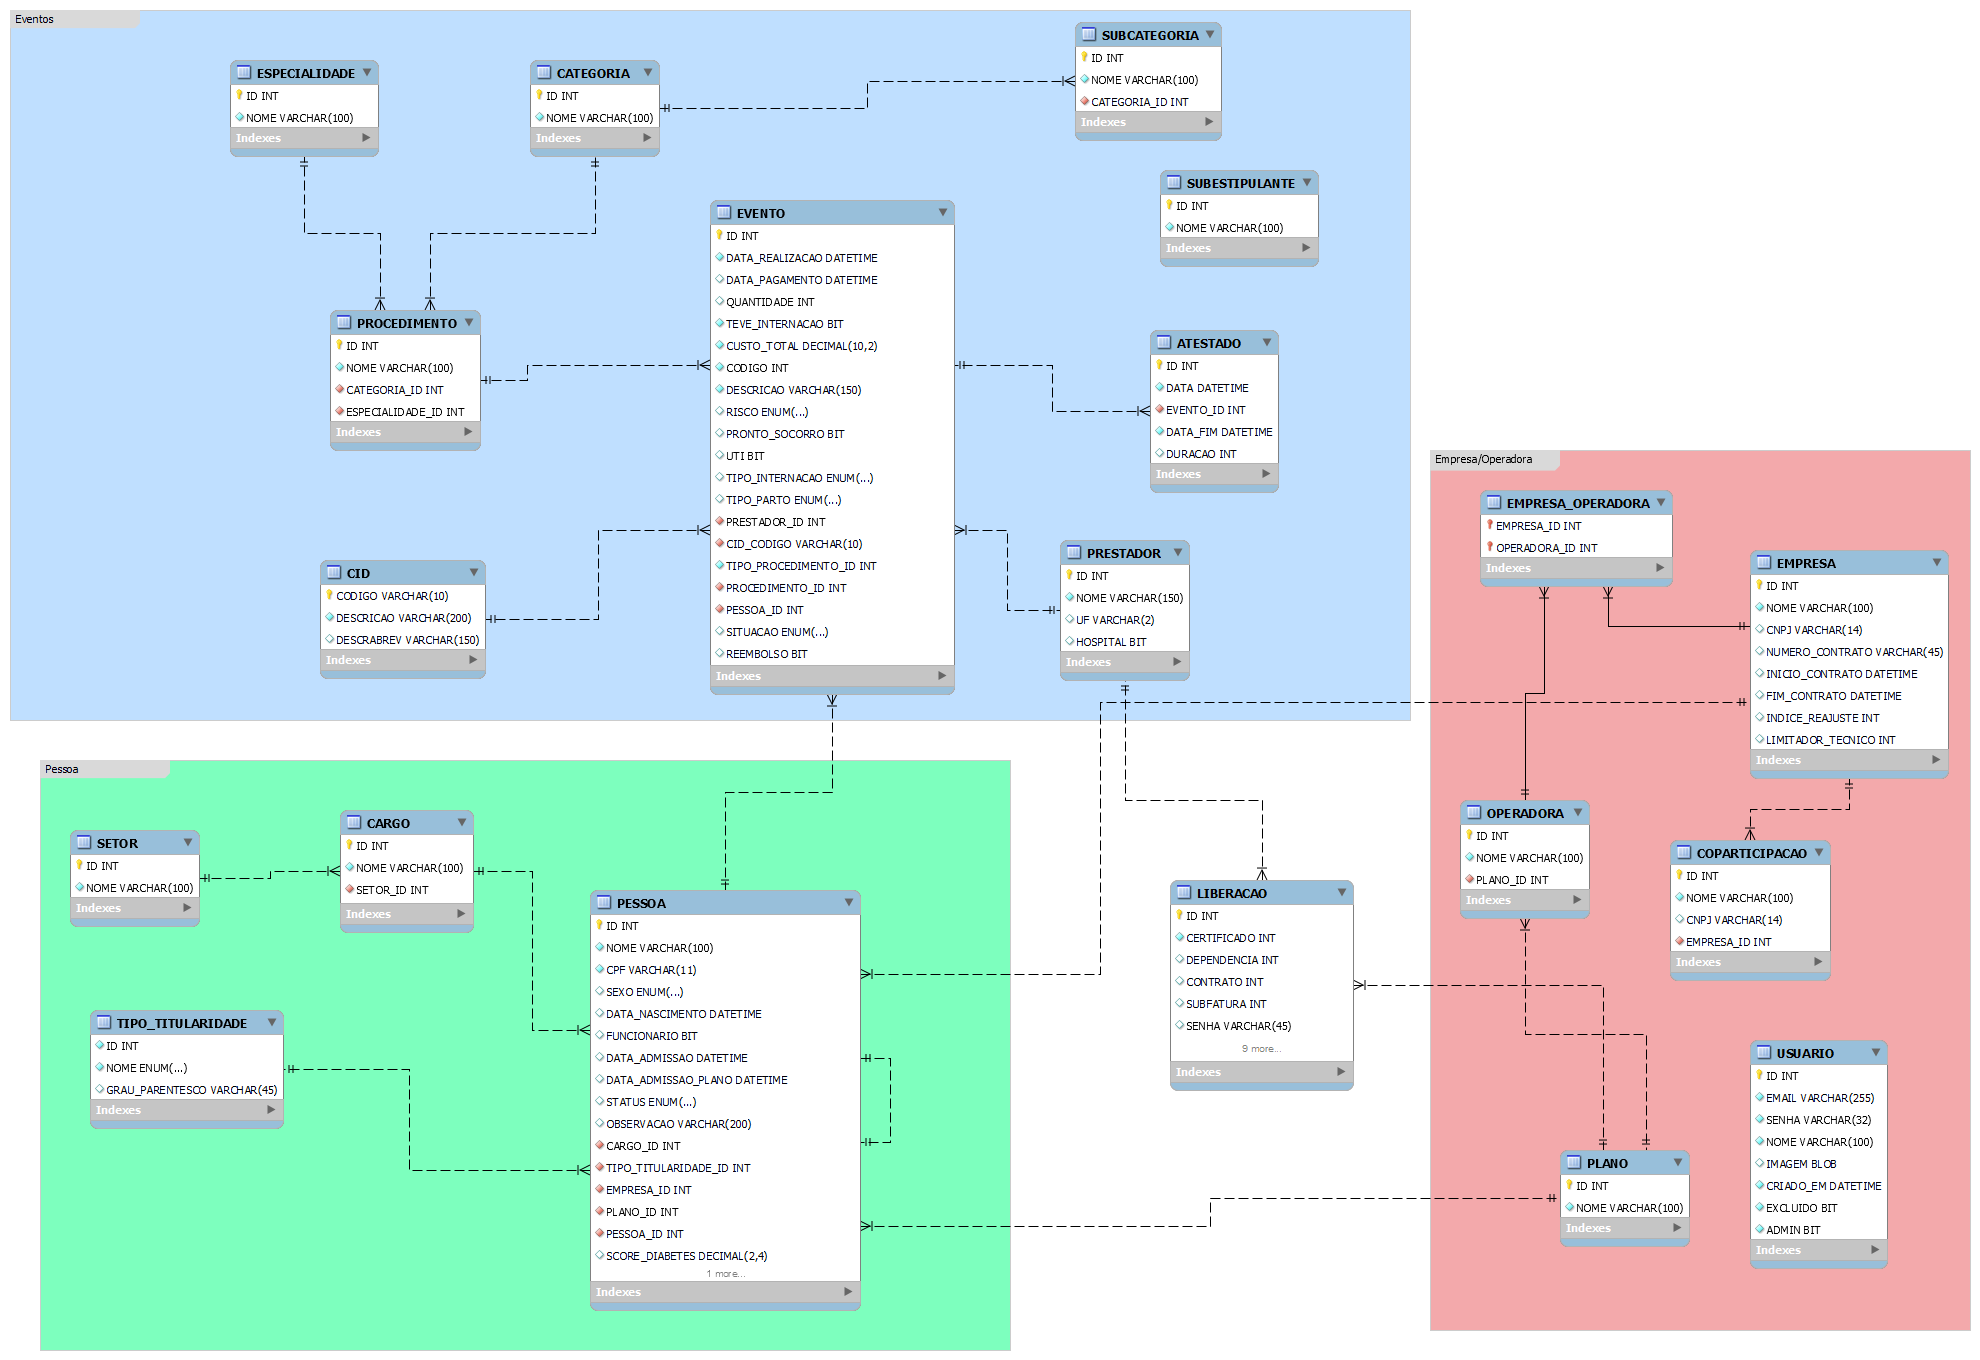 Eventos
ESPECIALIDADE
ID INT
NOME VARCHAR(100)
Indexes
CATEGORIA
ID INT
NOME VARCHAR(100)
Indexes
SUBCATEGORIA
ID INT
NOME VARCHAR(100)
CATEGORIA_ID INT
Indexes
SUBESTIPULANTE
ID INT
NOME VARCHAR(100)
Indexes
EVENTO
ID INT
DATA_REALIZACAO DATETIME
DATA_PAGAMENTO DATETIME
QUANTIDADE INT
TEVE_INTERNACAO BIT
CUSTO_TOTAL DECIMAL(10,2)
CODIGO INT
DESCRICAO VARCHAR(150)
RISCO ENUM(...)
PRONTO_SOCORRO BIT
UTI BIT
TIPO_INTERNACAO ENUM(...)
TIPO_PARTO ENUM(...)
PRESTADOR_ID INT
CID_CODIGO VARCHAR(10)
TIPO_PROCEDIMENTO_ID INT
PROCEDIMENTO_ID INT
PESSOA_ID INT
SITUACAO ENUM(...)
REEMBOLSO BIT
Indexes
PROCEDIMENTO
ID INT
NOME VARCHAR(100)
CATEGORIA_ID INT
ESPECIALIDADE_ID INT
Indexes
ATESTADO
ID INT
DATA DATETIME
EVENTO_ID INT
DATA_FIM DATETIME
DURACAO INT
Indexes
CID
CODIGO VARCHAR(10)
DESCRICAO VARCHAR(200)
DESCRABREV VARCHAR(150)
Indexes
PRESTADOR
ID INT
NOME VARCHAR(150)
UF VARCHAR(2)
HOSPITAL BIT
Indexes
Empresa/Operadora
EMPRESA_OPERADORA
EMPRESA_ID INT
OPERADORA_ID INT
Indexes
EMPRESA
ID INT
NOME VARCHAR(100)
CNPJ VARCHAR(14)
NUMERO_CONTRATO VARCHAR(45)
INICIO_CONTRATO DATETIME
FIM_CONTRATO DATETIME
INDICE_REAJUSTE INT
LIMITADOR_TECNICO INT
Indexes
OPERADORA
ID INT
NOME VARCHAR(100)
PLANO_ID INT
Indexes
COPARTICIPACAO
ID INT
NOME VARCHAR(100)
CNPJ VARCHAR(14)
EMPRESA_ID INT
Indexes
USUARIO
ID INT
EMAIL VARCHAR(255)
SENHA VARCHAR(32)
NOME VARCHAR(100)
IMAGEM BLOB
CRIADO_EM DATETIME
EXCLUIDO BIT
ADMIN BIT
Indexes
PLANO
ID INT
NOME VARCHAR(100)
Indexes
LIBERACAO
ID INT
CERTIFICADO INT
DEPENDENCIA INT
CONTRATO INT
SUBFATURA INT
SENHA VARCHAR(45)
9 more...
Indexes
Pessoa
SETOR
ID INT
NOME VARCHAR(100)
Indexes
CARGO
ID INT
NOME VARCHAR(100)
SETOR_ID INT
Indexes
TIPO_TITULARIDADE
ID INT
NOME ENUM(...)
GRAU_PARENTESCO VARCHAR(45)
Indexes
PESSOA
ID INT
NOME VARCHAR(100)
CPF VARCHAR(11)
SEXO ENUM(...)
DATA_NASCIMENTO DATETIME
FUNCIONARIO BIT
DATA_ADMISSAO DATETIME
DATA_ADMISSAO_PLANO DATETIME
STATUS ENUM(...)
OBSERVACAO VARCHAR(200)
CARGO_ID INT
TIPO_TITULARIDADE_ID INT
EMPRESA_ID INT
PLANO_ID INT
PESSOA_ID INT
SCORE_DIABETES DECIMAL(2,4)
1 more...
Indexes